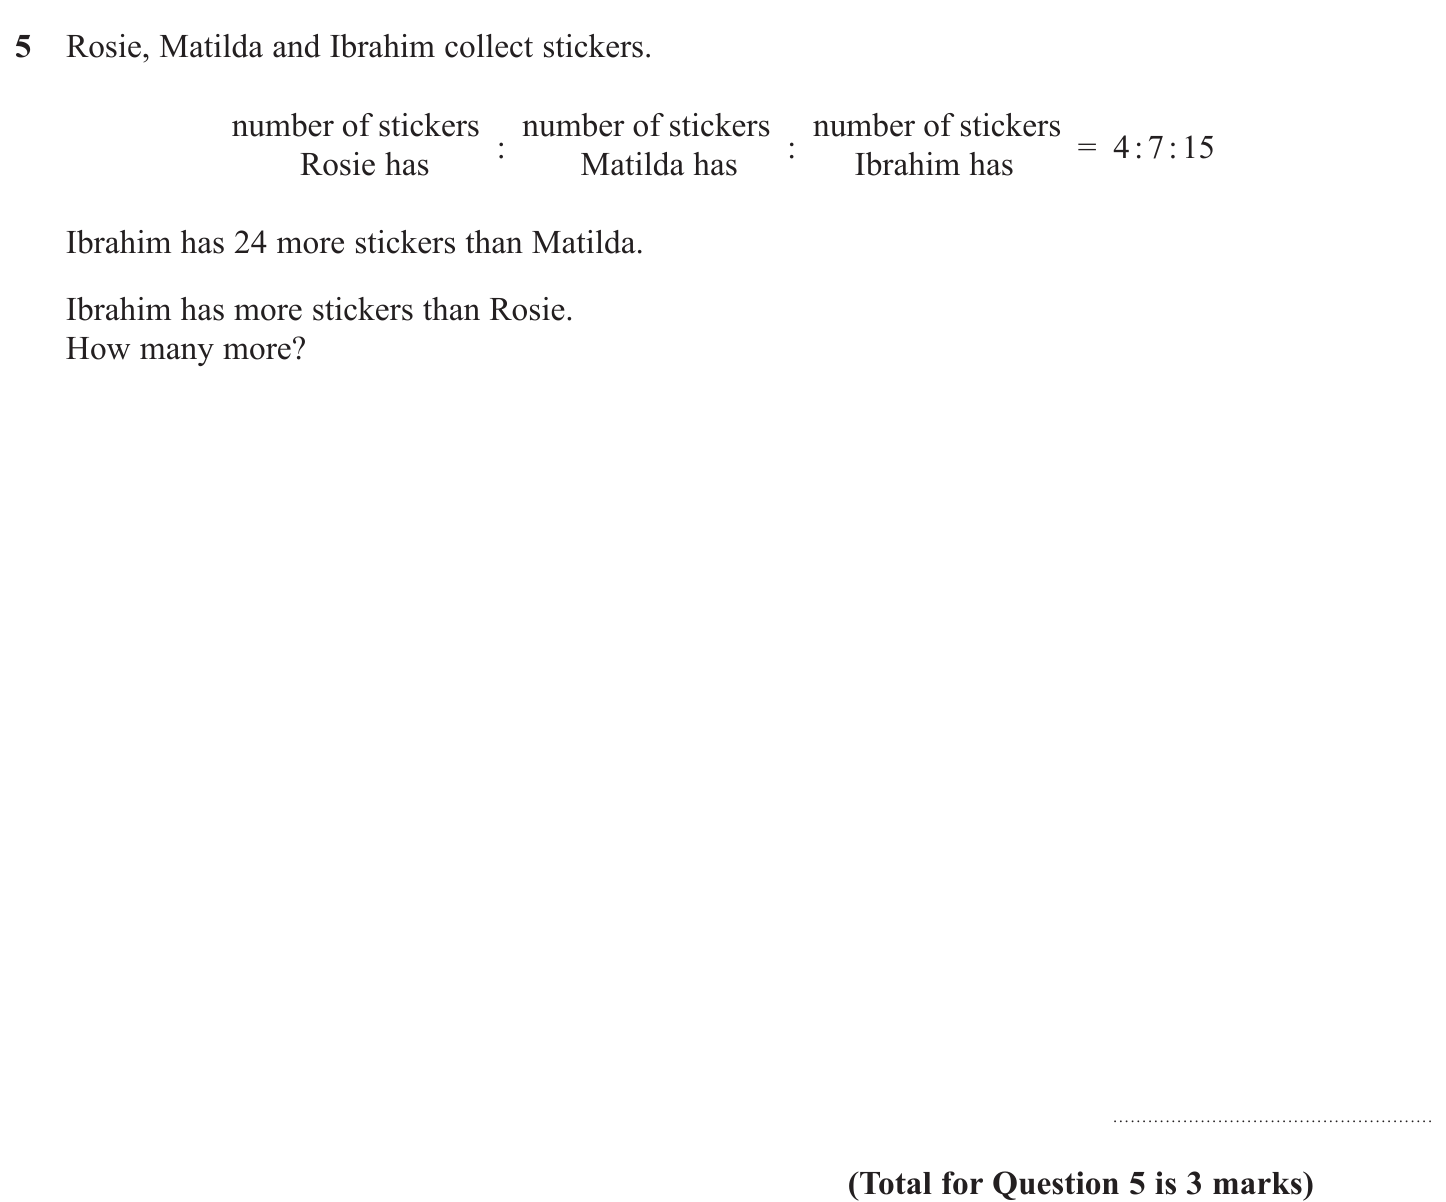 5 Rosie, Matilda and Ibrahim collect stickers.
number of stickers Rosie has : number of stickers Matilda has : number of stickers Ibrahim has = 4 : 7 : 15
Ibrahim has 24 more stickers than Matilda.
Ibrahim has more stickers than Rosie.
How many more?
(Total for Question 5 is 3 marks)